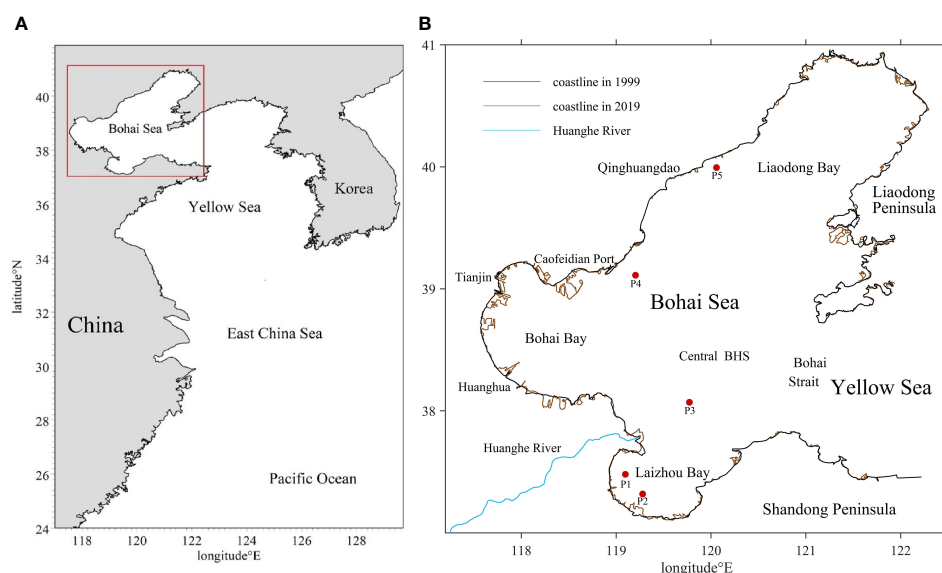 A
40
38
36
34
32
30
28
26
24
118
120
122
124
126
128
latitude°N
longitude°E
Bohai Sea
Korea
Yellow Sea
China
East China Sea
Pacific Ocean
B
41
40
39
38
118
119
120
121
122
longitude°E
coastline in 1999
coastline in 2019
Huanghe River
Qinghuangdao
P5
Liaodong Bay
Liaodong
Peninsula
Caofeidian Port
Tianjin
P4
Bohai Sea
Bohai Bay
Central BHS
Bohai
Strait
Yellow Sea
Huanghua
P3
Huanghe River
Laizhou Bay
P1
P2
Shandong Peninsula